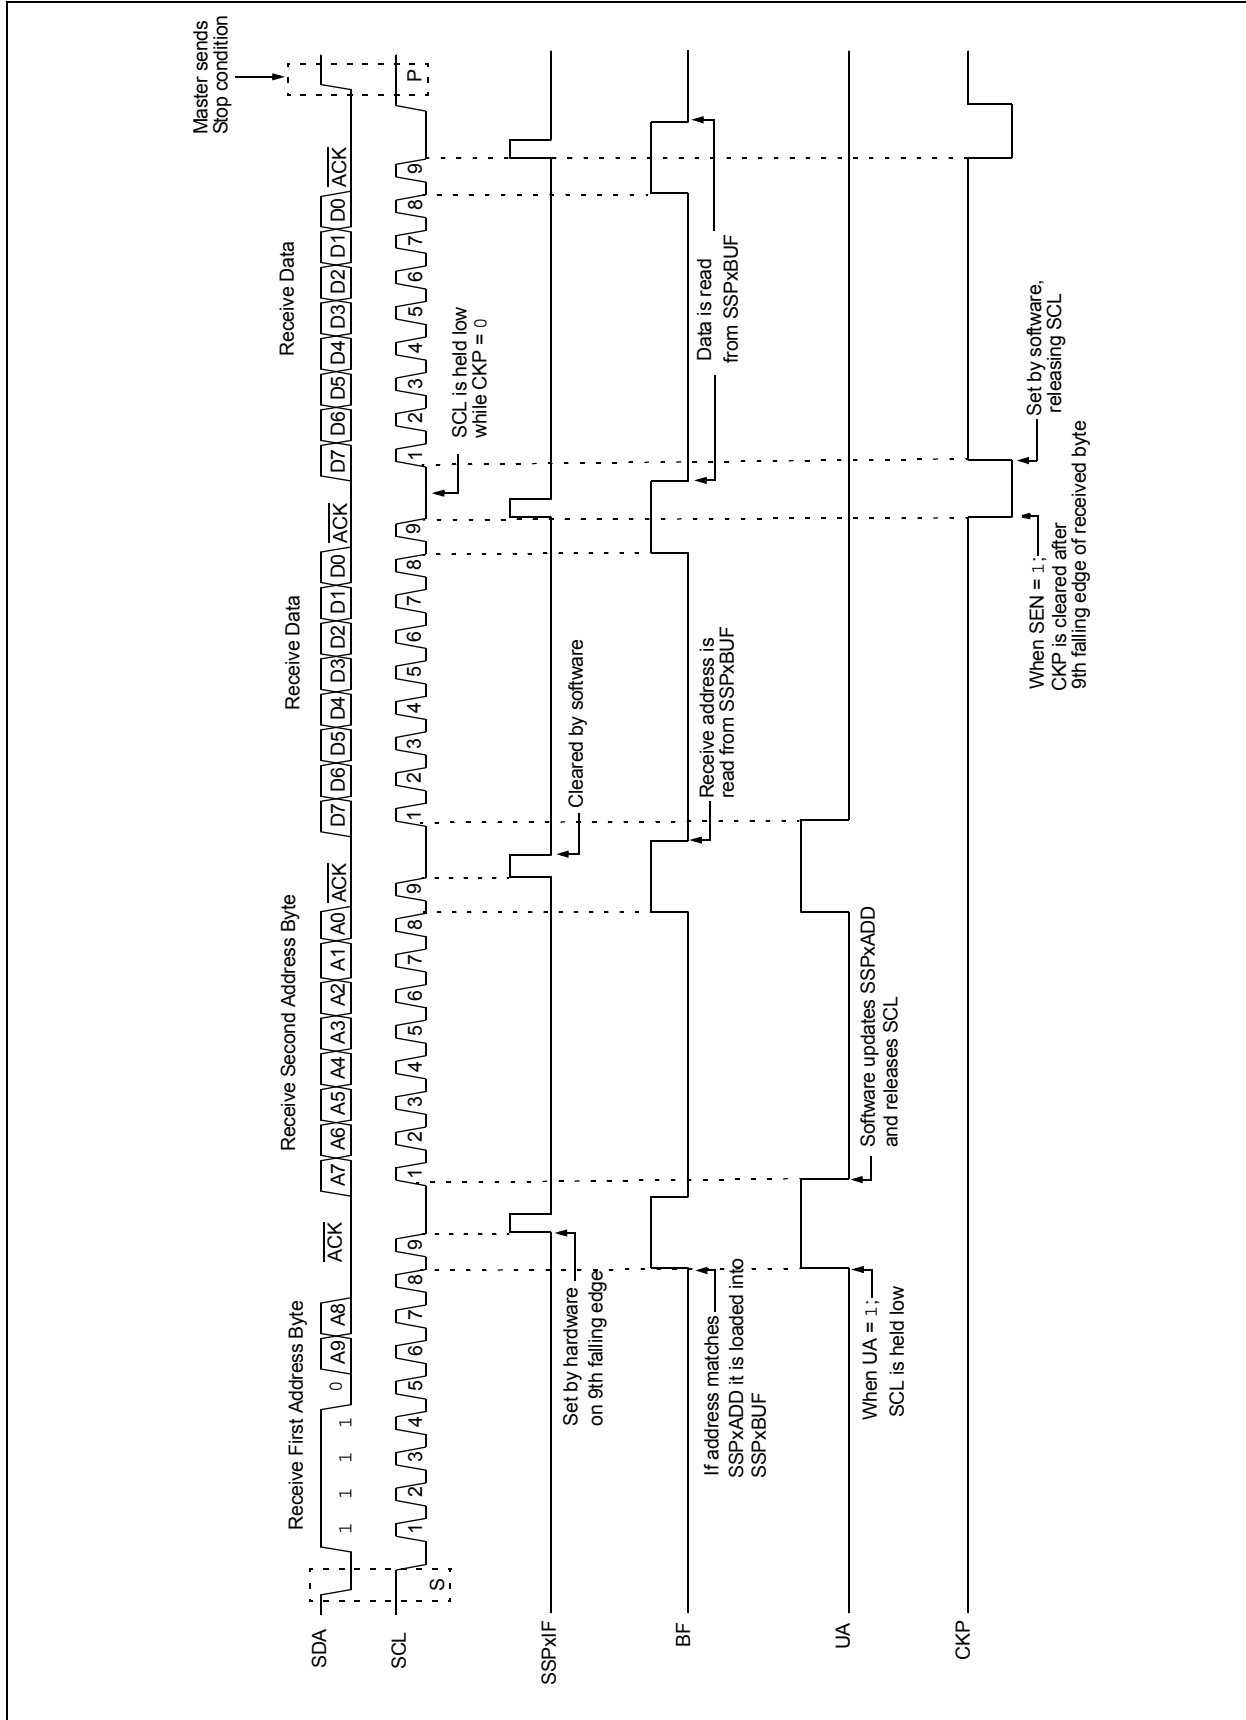 Master sends
Stop condition
Receive First Address Byte
Receive Second Address Byte
Receive Data
Receive Data
SDA
1 1 1 1 0 A9 A8 ACK A7 A6 A5 A4 A3 A2 A1 A0 ACK D7 D6 D5 D4 D3 D2 D1 D0 ACK D7 D6 D5 D4 D3 D2 D1 D0 ACK
SCL
S 1 2 3 4 5 6 7 8 9 1 2 3 4 5 6 7 8 9 1 2 3 4 5 6 7 8 9 1 2 3 4 5 6 7 8 9 P
SCL is held low
while CKP = 0
SSPxIF
Set by hardware
on 9th falling edge
Cleared by software
BF
If address matches
SSPxADD it is loaded into
SSPxBUF
Receive address is
read from SSPxBUF
Data is read
from SSPxBUF
UA
When UA = 1;
SCL is held low
Software updates SSPxADD
and releases SCL
CKP
When SEN = 1;
CKP is cleared after
9th falling edge of received byte
Set by software,
releasing SCL